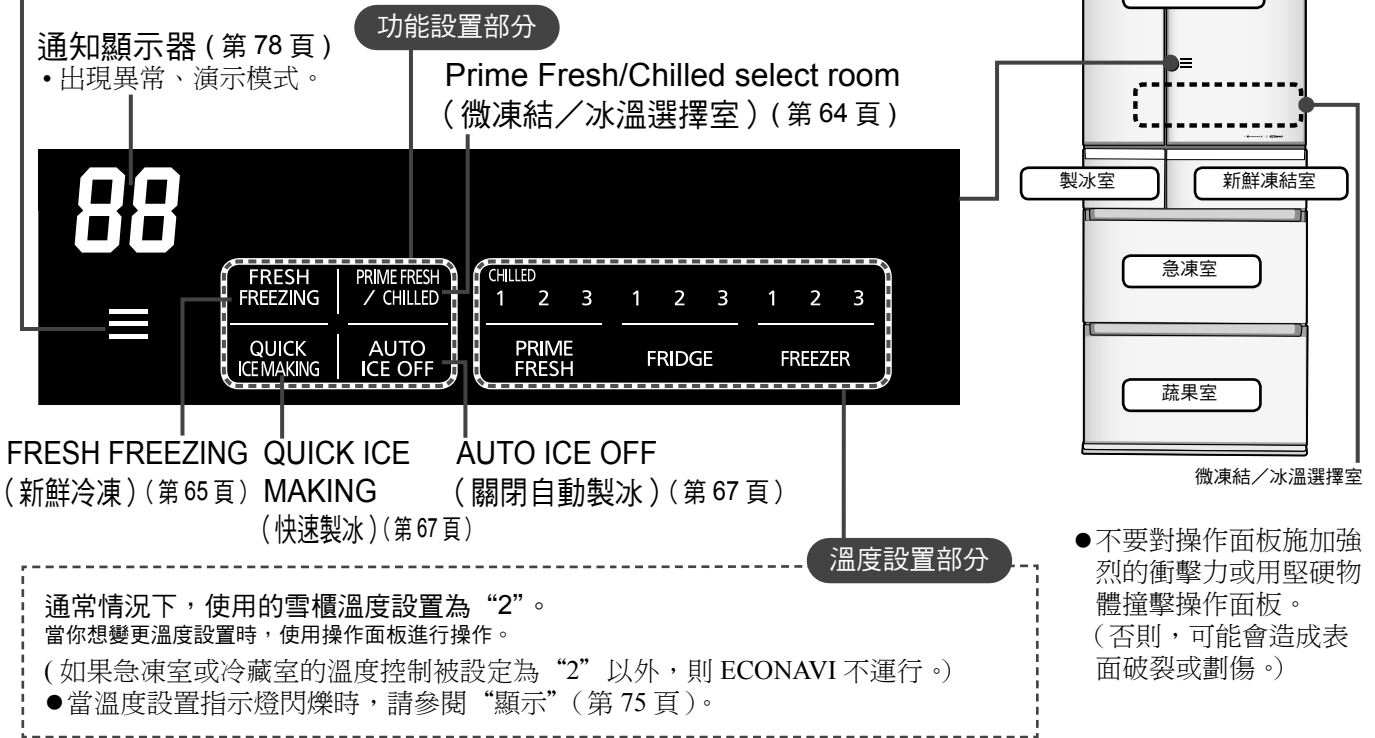 功能設置部分
通知顯示器 ( 第 78 頁 )
• 出現異常、演示模式。
Prime Fresh/Chilled select room
（微凍結／冰溫選擇室）( 第 64 頁 )
88
FRESH
FREEZING
PRIME FRESH
/ CHILLED
QUICK
ICE MAKING
AUTO
ICE OFF
CHILLED
1 2 3 1 2 3 1 2 3
PRIME
FRESH
FRIDGE
FREEZER
FRESH FREEZING
（新鮮冷凍）( 第 65 頁 )
QUICK ICE
MAKING
（快速製冰）( 第 67 頁 )
AUTO ICE OFF
（關閉自動製冰）( 第 67 頁 )
製冰室
新鮮凍結室
急凍室
蔬果室
微凍結／冰溫選擇室
溫度設置部分
通常情況下，使用的雪櫃溫度設置為“2”。
當你想變更溫度設置時，使用操作面板進行操作。
( 如果急凍室或冷藏室的溫度控制被設定為“2”以外，則 ECONAVI 不運行。)
●當溫度設置指示燈閃爍時，請參閱“顯示”（第 75 頁）。
●不要對操作面板施加強
烈的衝擊力或用堅硬物
體撞擊操作面板。
（否則，可能會造成表
面破裂或劃傷。）